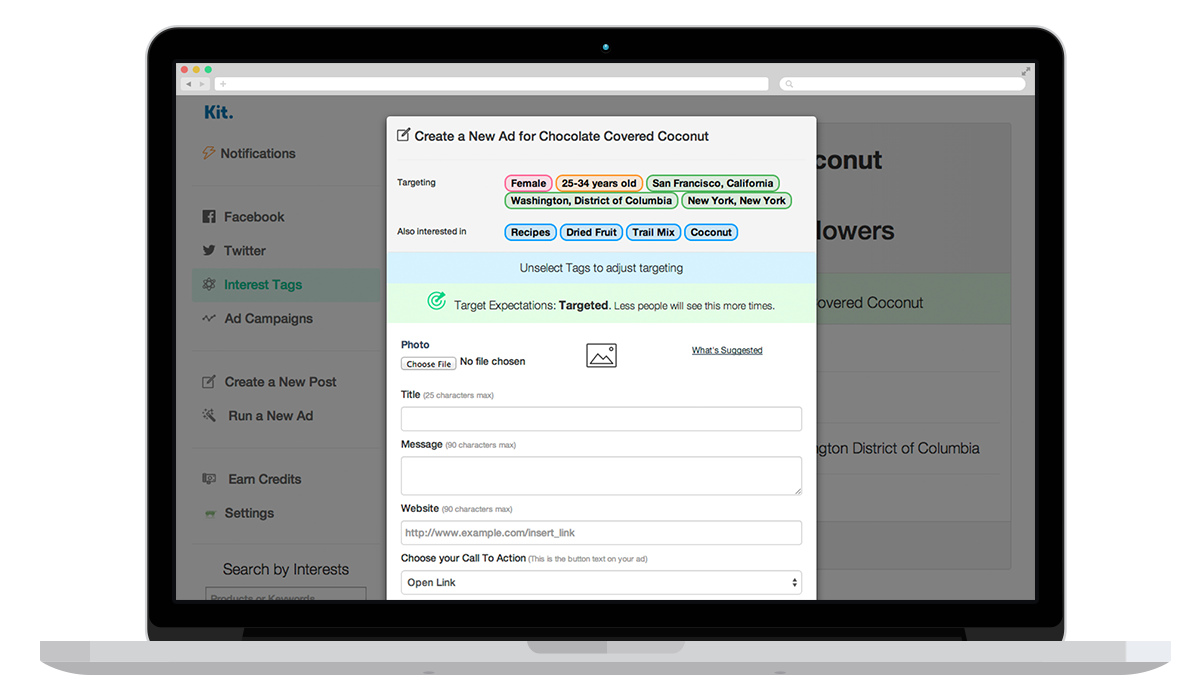 Kit.
Notifications
Facebook
Twitter
Interest Tags
Ad Campaigns
Create a New Post
Run a New Ad
Earn Credits
Settings
Search by Interests
Products or Keywords
Create a New Ad for Chocolate Covered Coconut
Targeting
Female 25-34 years old San Francisco, California
Washington, District of Columbia New York, New York
Also interested in
Recipes Dried Fruit Trail Mix Coconut
Unselect Tags to adjust targeting
Target Expectations: Targeted. Less people will see this more times.
Photo
Choose File No file chosen
What's Suggested
Title (25 characters max)
Message (90 characters max)
Website (90 characters max)
http://www.example.com/insert_link
Choose your Call To Action (This is the button text on your ad)
Open Link
conut
lowers
overed Coconut
ngton District of Columbia